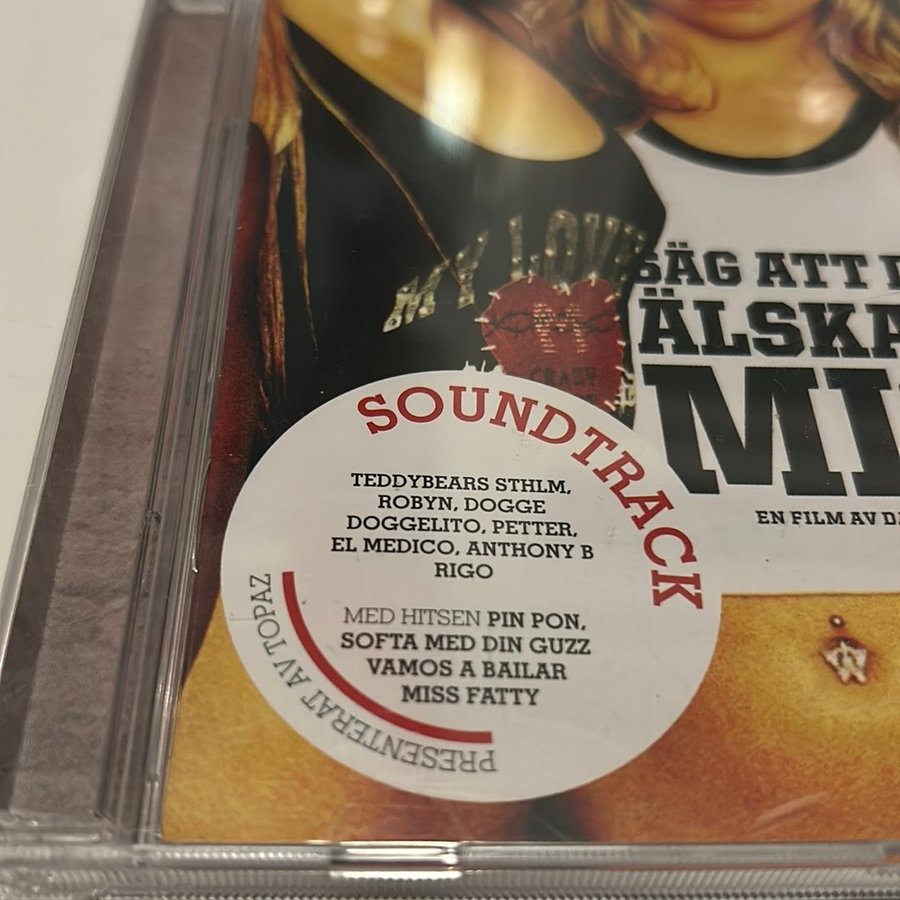 MY LOVE
CRAZY
SÄG ATT
ÄLSKA
MI
EN FILM AV
SOUNDTRACK
TEDDYBEARS STHLM,
ROBYN, DOGGE
DOGGELITO, PETTER,
EL MEDICO, ANTHONY B
RIGO
MED HITSEN PIN PON,
SOFTA MED DIN GUZZ
VAMOS A BAILAR
MISS FATTY
PRESENTERAT AV TOPAZ